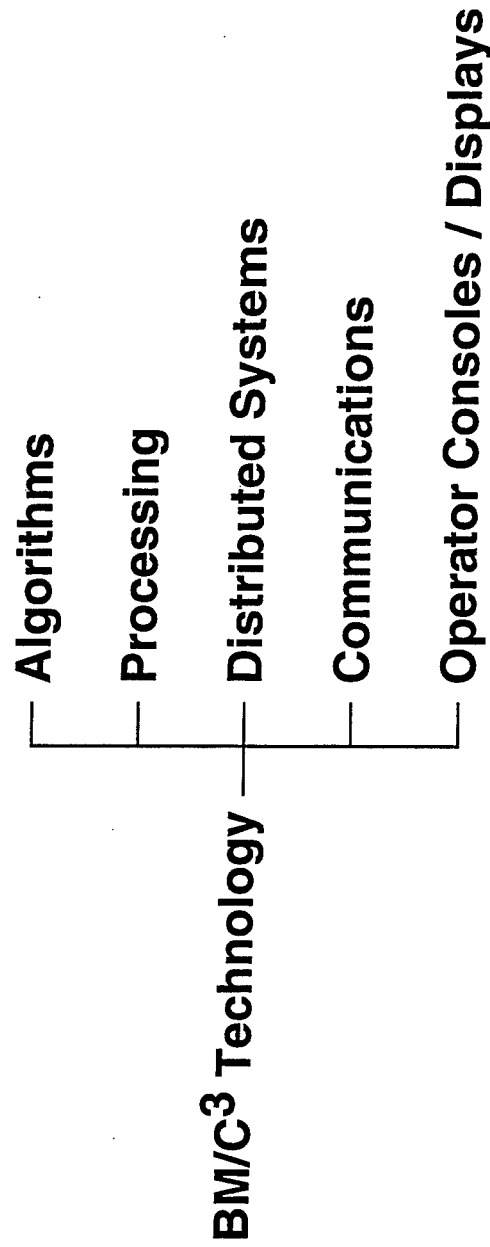 BM/C³ Technology
Algorithms
Processing
Distributed Systems
Communications
Operator Consoles / Displays